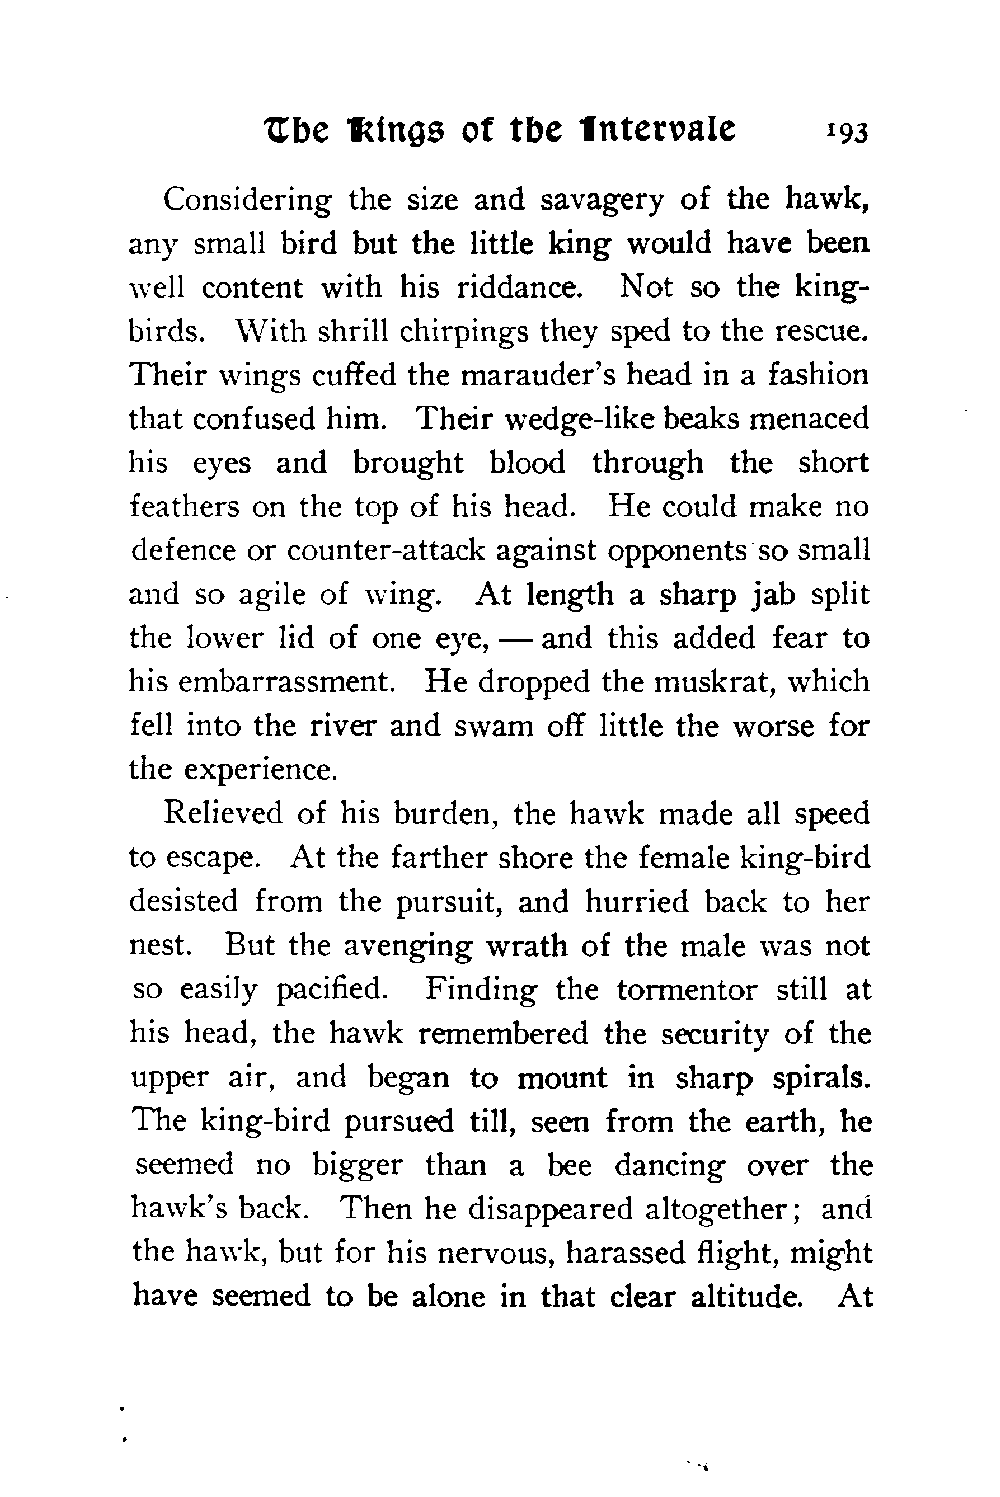 The Kings of the Intervale 193
Considering the size and savagery of the hawk,
any small bird but the little king would have been
well content with his riddance. Not so the king-
birds. With shrill chirpings they sped to the rescue.
Their wings cuffed the marauder's head in a fashion
that confused him. Their wedge-like beaks menaced
his eyes and brought blood through the short
feathers on the top of his head. He could make no
defence or counter-attack against opponents so small
and so agile of wing. At length a sharp jab split
the lower lid of one eye, — and this added fear to
his embarrassment. He dropped the muskrat, which
fell into the river and swam off little the worse for
the experience.
Relieved of his burden, the hawk made all speed
to escape. At the farther shore the female king-bird
desisted from the pursuit, and hurried back to her
nest. But the avenging wrath of the male was not
so easily pacified. Finding the tormentor still at
his head, the hawk remembered the security of the
upper air, and began to mount in sharp spirals.
The king-bird pursued till, seen from the earth, he
seemed no bigger than a bee dancing over the
hawk's back. Then he disappeared altogether; and
the hawk, but for his nervous, harassed flight, might
have seemed to be alone in that clear altitude. At